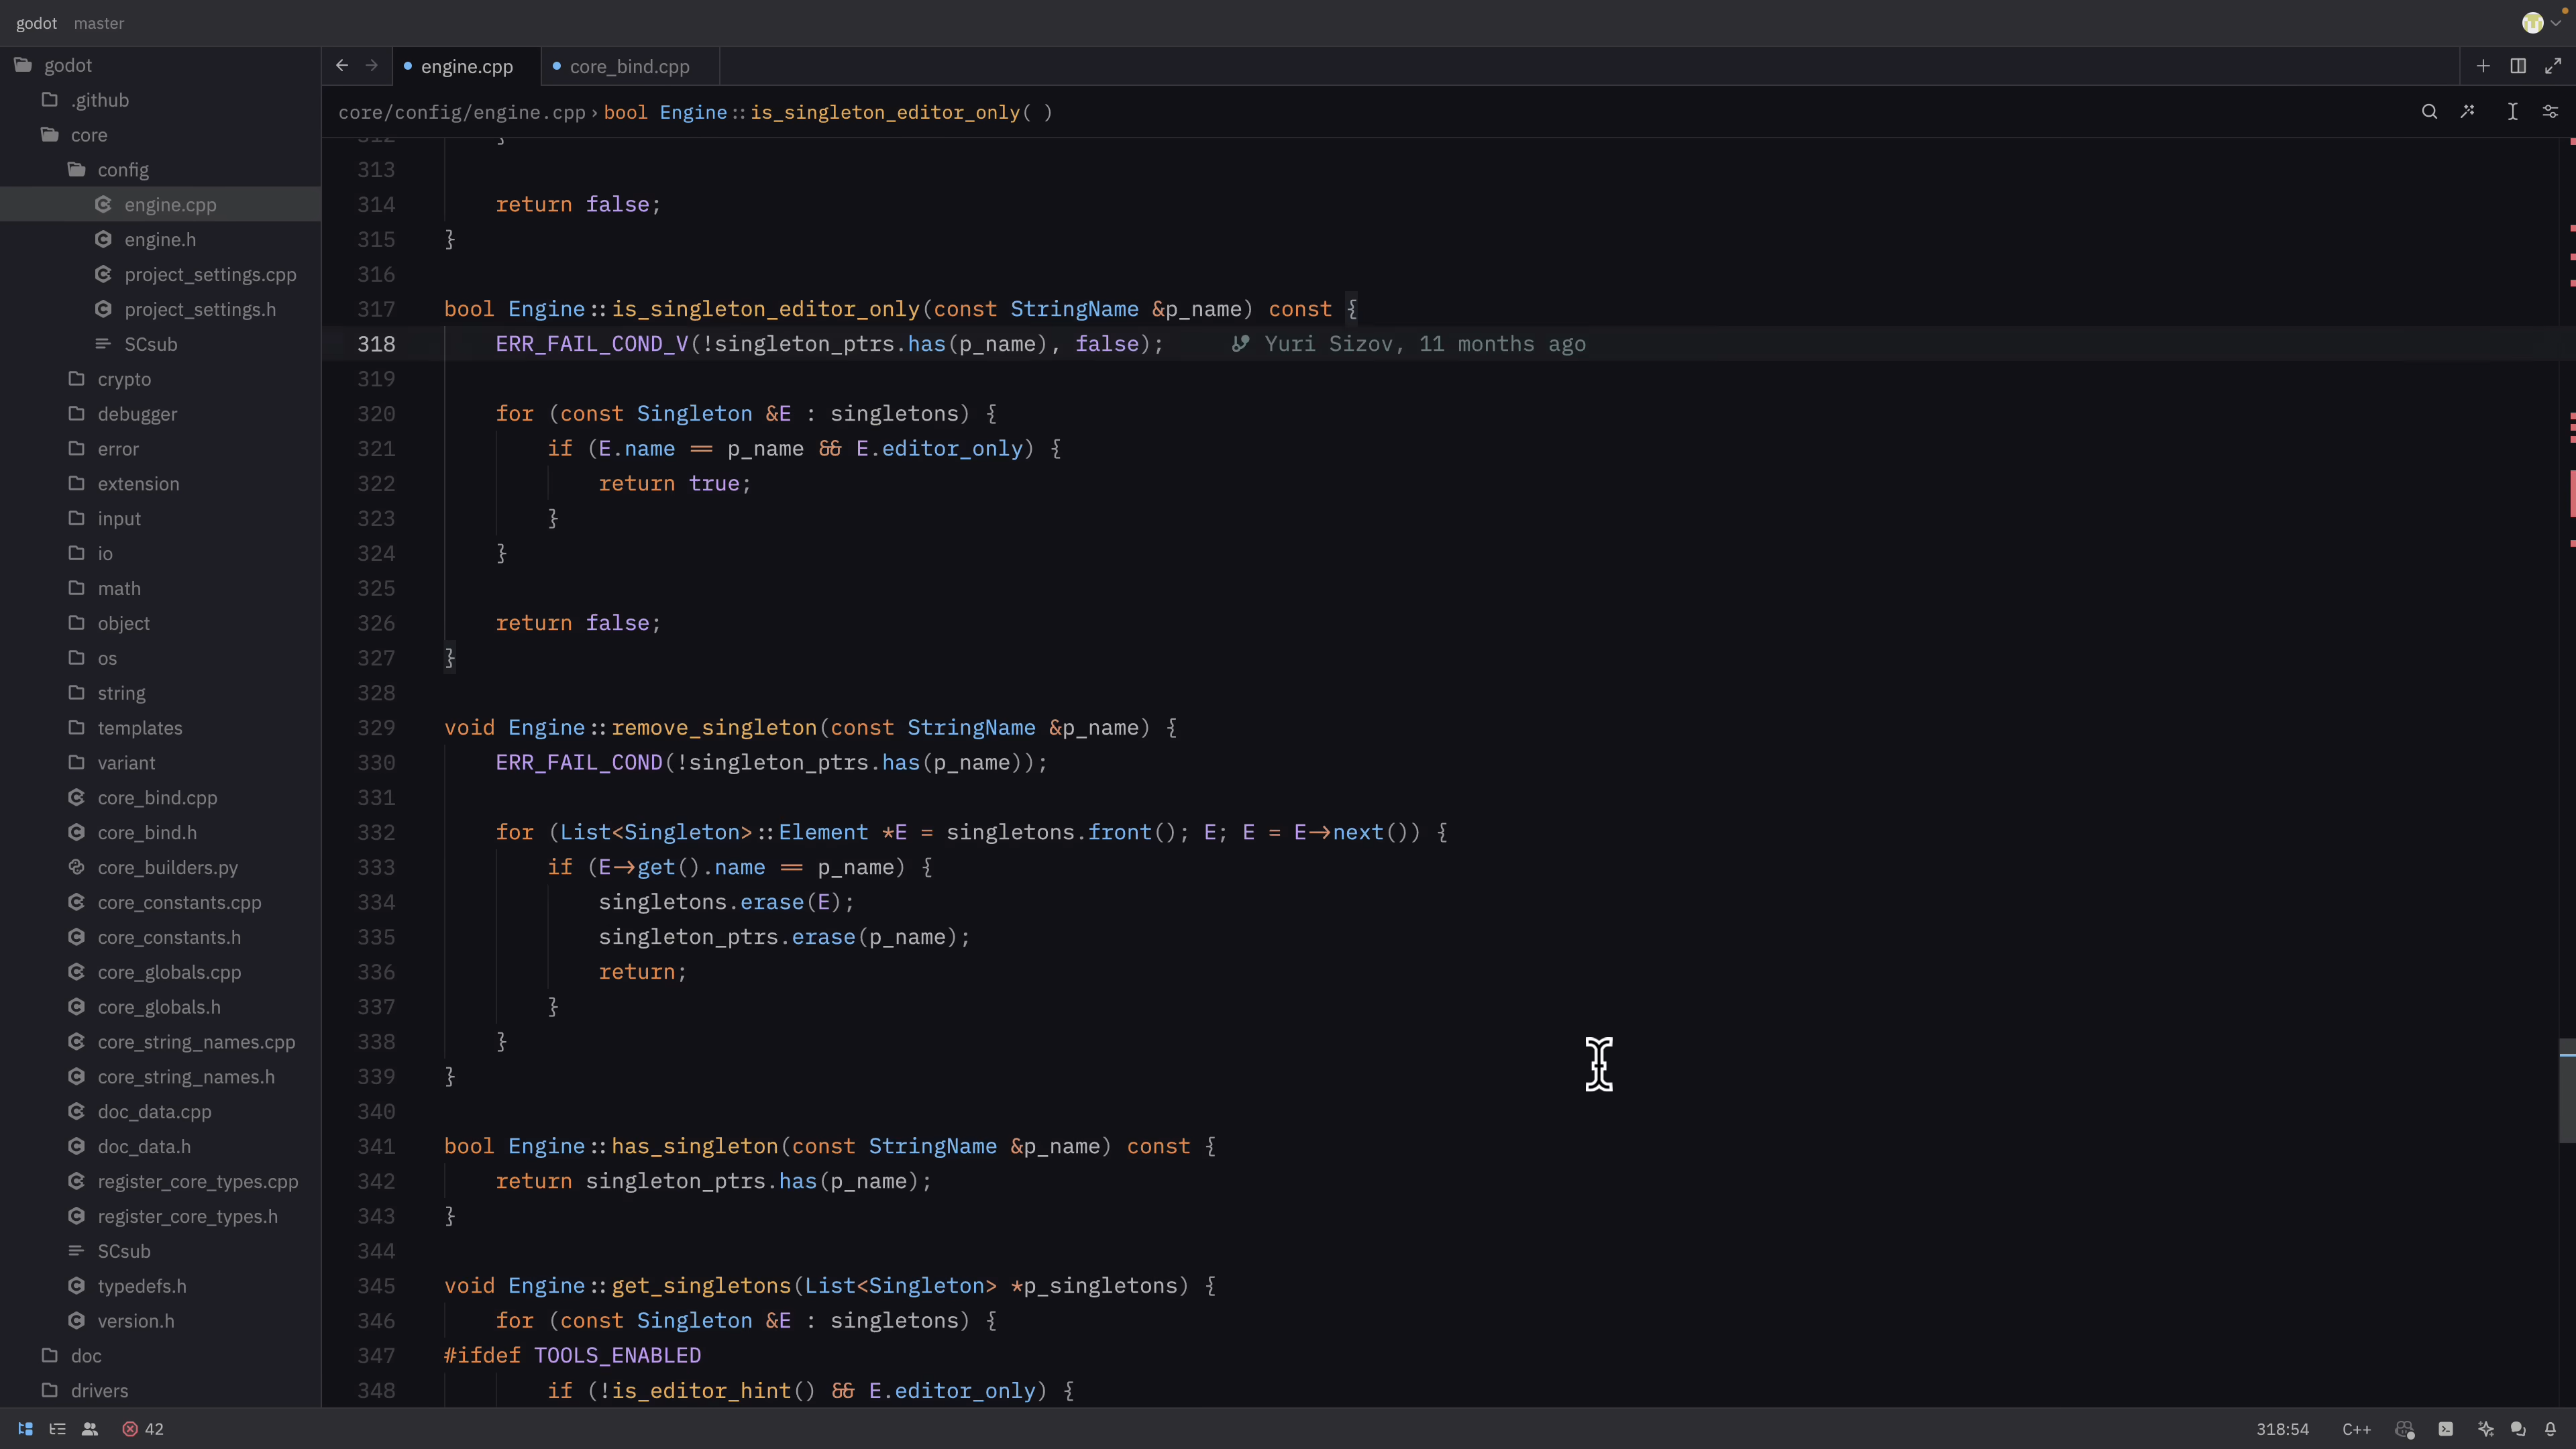 godot master
godot
.github
core
config
engine.cpp
engine.h
project_settings.cpp
project_settings.h
SCsub
crypto
debugger
error
extension
input
io
math
object
os
string
templates
variant
core_bind.cpp
core_bind.h
core_builders.py
core_constants.cpp
core_constants.h
core_globals.cpp
core_globals.h
core_string_names.cpp
core_string_names.h
doc_data.cpp
doc_data.h
register_core_types.cpp
register_core_types.h
SCsub
typedefs.h
version.h
doc
drivers
engine.cpp core_bind.cpp
core/config/engine.cpp › bool Engine::is_singleton_editor_only( )
312 }
313
314 return false;
315 }
316
317 bool Engine::is_singleton_editor_only(const StringName &p_name) const {
318 ERR_FAIL_COND_V(!singleton_ptrs.has(p_name), false); Yuri Sizov, 11 months ago
319
320 for (const Singleton &E : singletons) {
321 if (E.name == p_name && E.editor_only) {
322 return true;
323 }
324 }
325
326 return false;
327 }
328
329 void Engine::remove_singleton(const StringName &p_name) {
330 ERR_FAIL_COND(!singleton_ptrs.has(p_name));
331
332 for (List<Singleton>::Element *E = singletons.front(); E; E = E->next()) {
333 if (E->get().name == p_name) {
334 singletons.erase(E);
335 singleton_ptrs.erase(p_name);
336 return;
337 }
338 }
339 }
340
341 bool Engine::has_singleton(const StringName &p_name) const {
342 return singleton_ptrs.has(p_name);
343 }
344
345 void Engine::get_singletons(List<Singleton> *p_singletons) {
346 for (const Singleton &E : singletons) {
347 #ifdef TOOLS_ENABLED
348 if (!is_editor_hint() && E.editor_only) {
42
318:54 C++